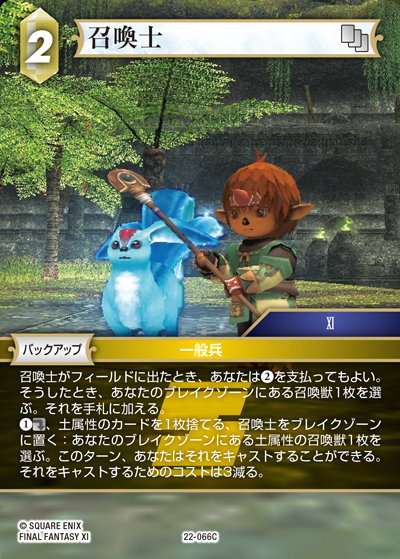 2
召喚士
XI
バックアップ
一般兵
召喚士がフィールドに出たとき、あなたは❷を支払ってもよい。
そうしたとき、あなたのブレイクゾーンにある召喚獣1枚を選
ぶ。それを手札に加える。
❶、土属性のカードを1枚捨てる、召喚士をブレイクゾーン
に置く：あなたのブレイクゾーンにある土属性の召喚獣1枚を
選ぶ。このターン、あなたはそれをキャストすることができる。
それをキャストするためのコストは3減る。
© SQUARE ENIX
FINAL FANTASY XI
22-066C